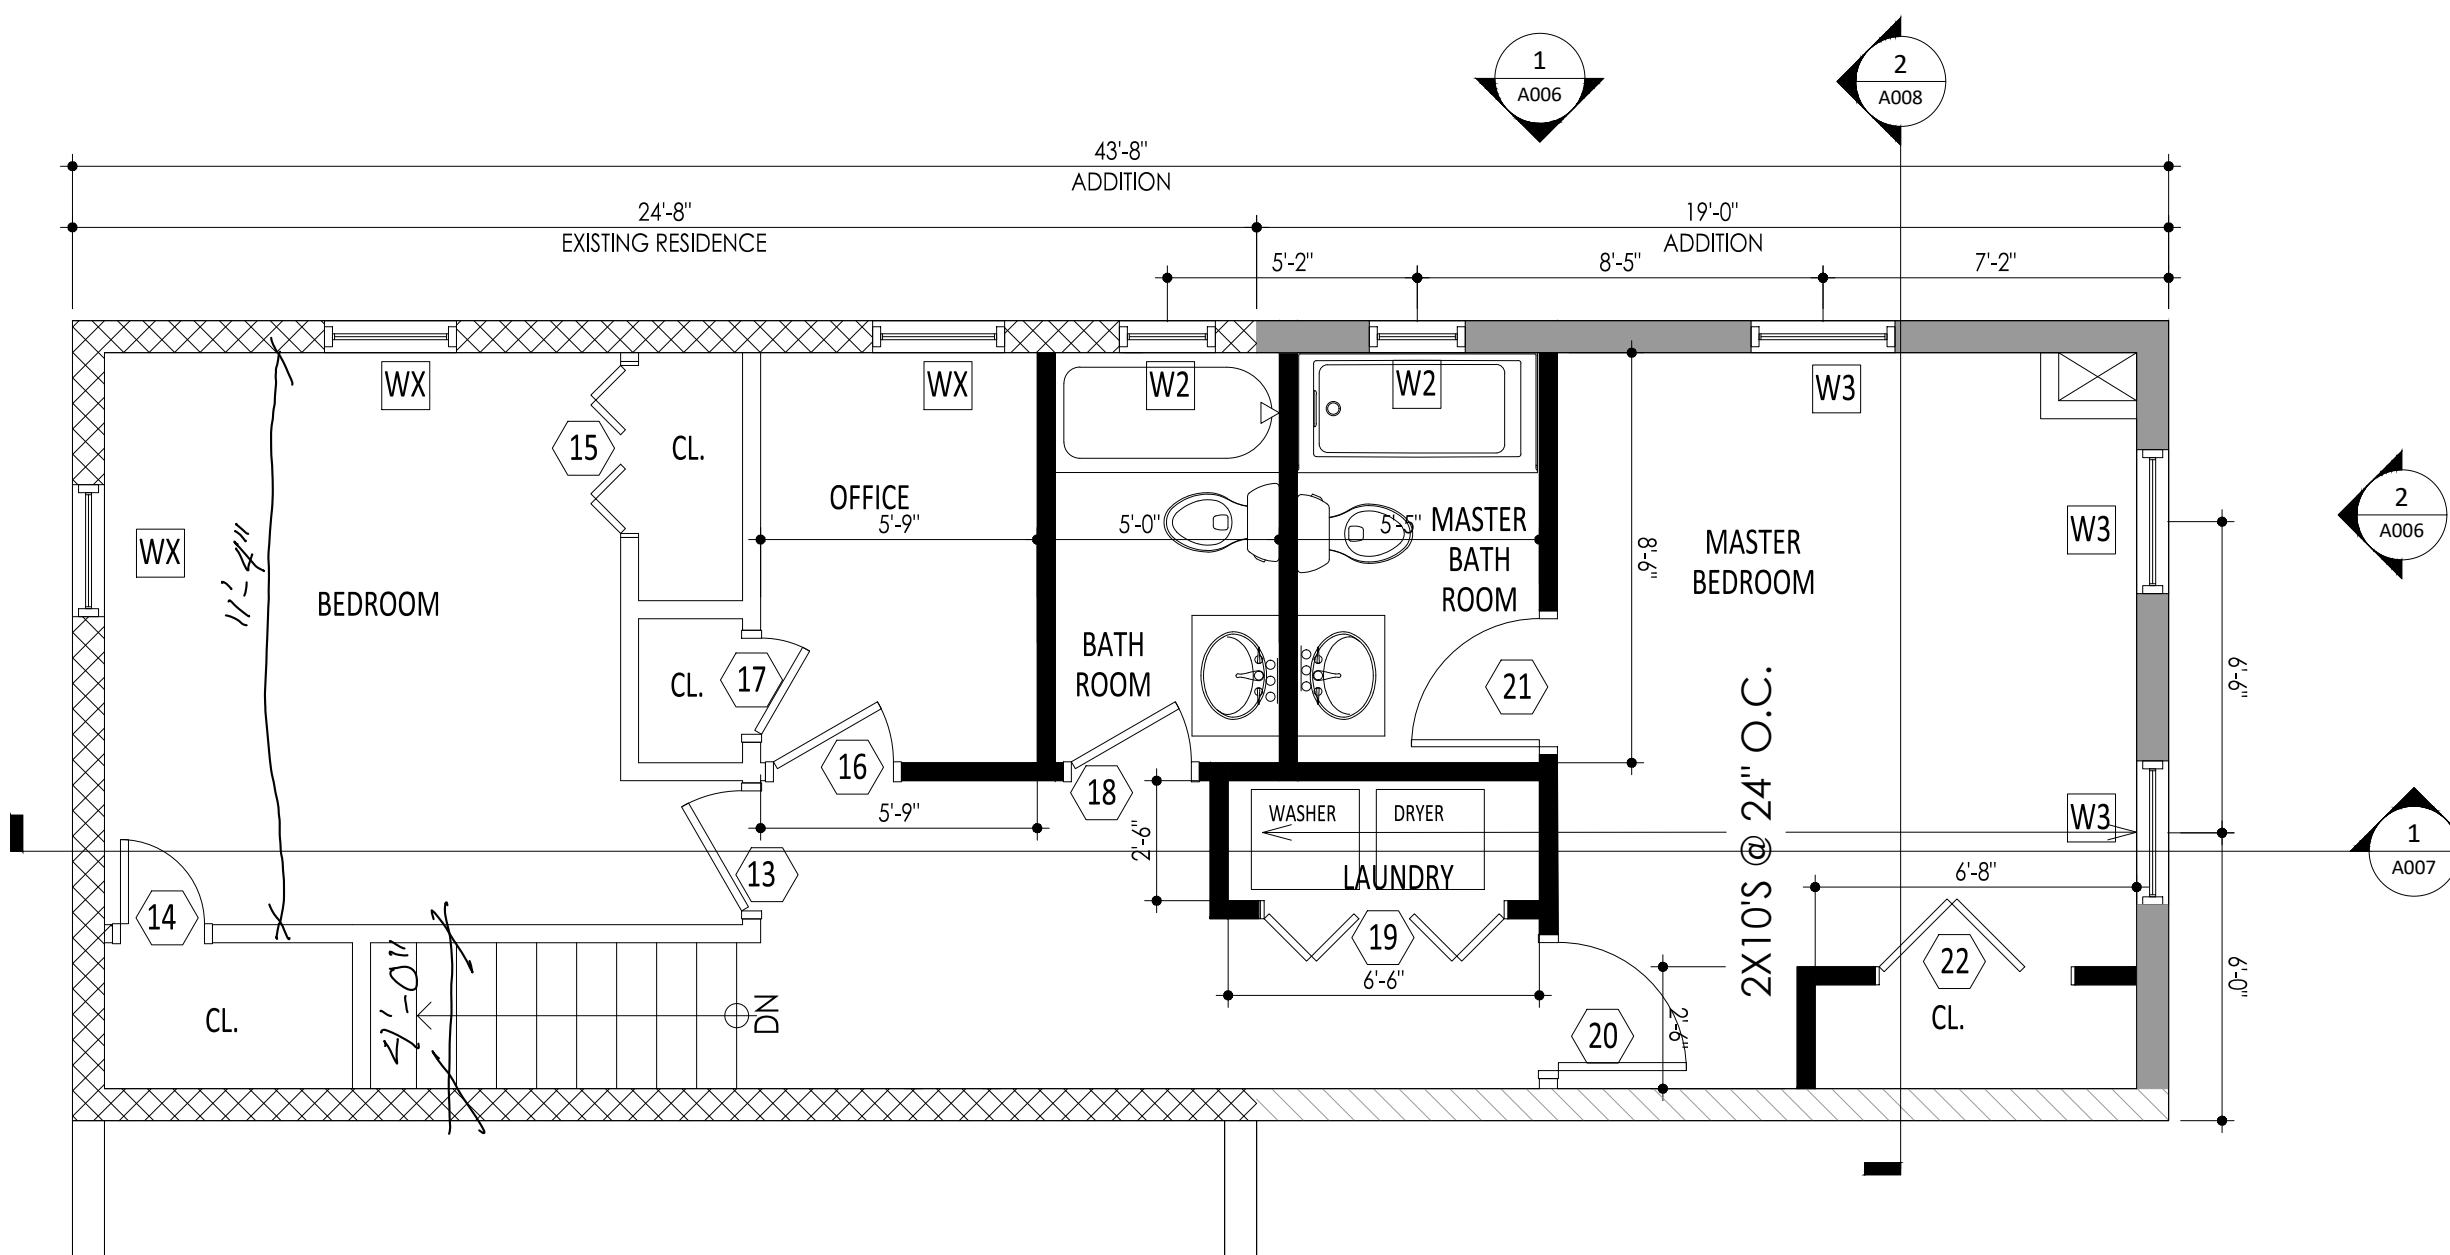 1
A006
2
A008
43'-8"
ADDITION
24'-8"
EXISTING RESIDENCE
19'-0"
ADDITION
5'-2"
8'-5"
7'-2"
WX
WX
W2
W2
W3
15
CL.
OFFICE
5'-9"
5'-0"
5'-5"
MASTER
BATH
ROOM
8'-6"
MASTER
BEDROOM
W3
2
A006
WX
11'-4"
BEDROOM
BATH
ROOM
CL.
17
21
6'-6"
16
18
5'-9"
2'-6"
WASHER
DRYER
LAUNDRY
2X10'S @ 24" O.C.
W3
1
A007
13
14
6'-8"
19
6'-6"
22
CL.
6'-0"
CL.
4'-0"
DN
20
2'-6"